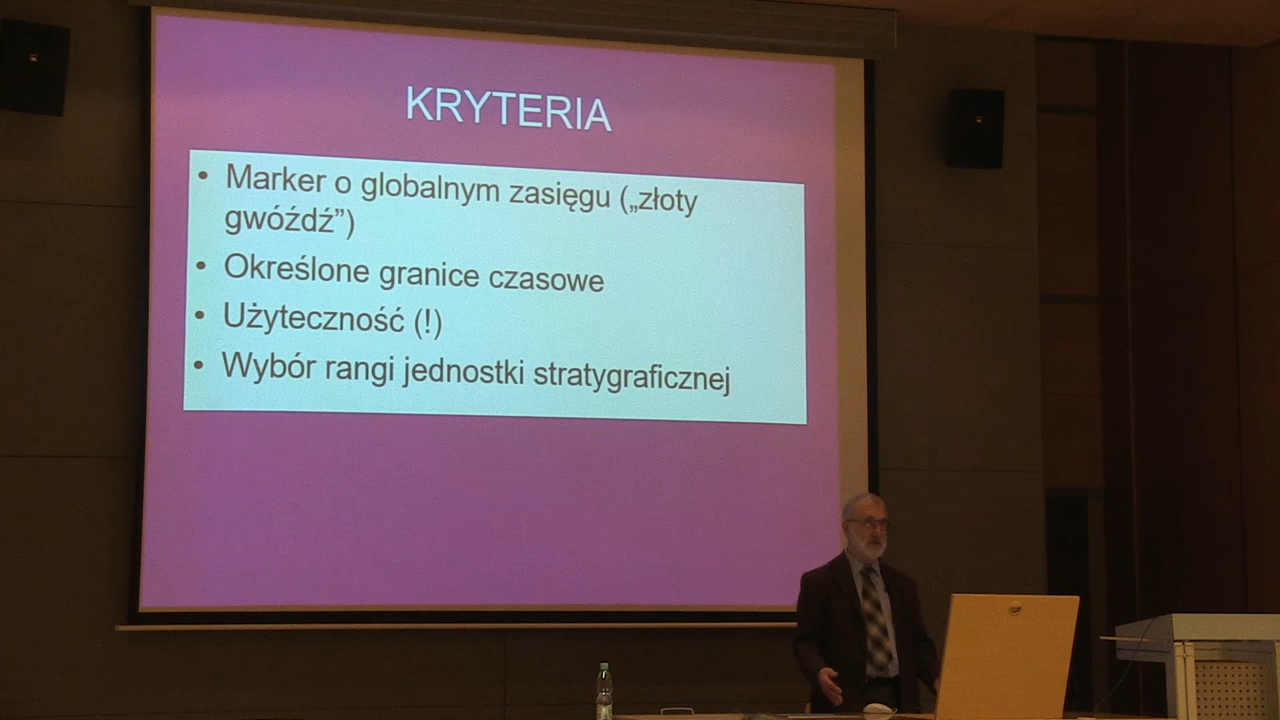 KRYTERIA
• Marker o globalnym zasięgu („złoty
gwóźdź”)
• Określone granice czasowe
• Użyteczność (!)
• Wybór rangi jednostki stratygraficznej